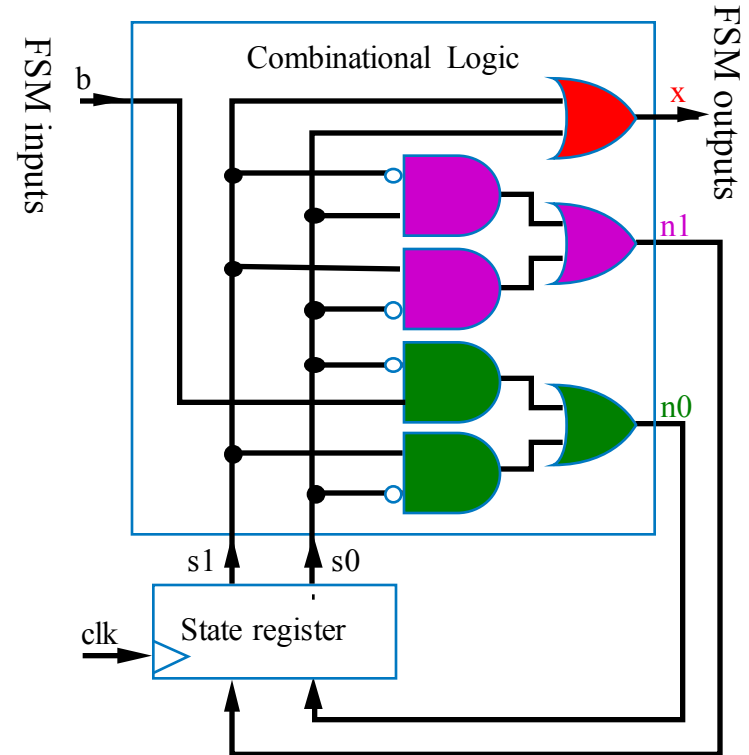 FSM inputs
b
Combinational Logic
x
FSM outputs
n1
n0
s1
s0
clk
State register